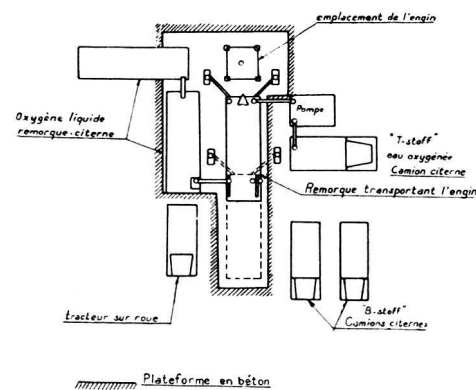 emplacement de l'engin
Oxygène liquide
remorque-citerne
Pompe
"T-stoff"
eau oxygénée
Camion citerne
Remorque transportant l'engin
tracteur sur roue
"B-stoff"
Camions citernes
Plateforme en béton